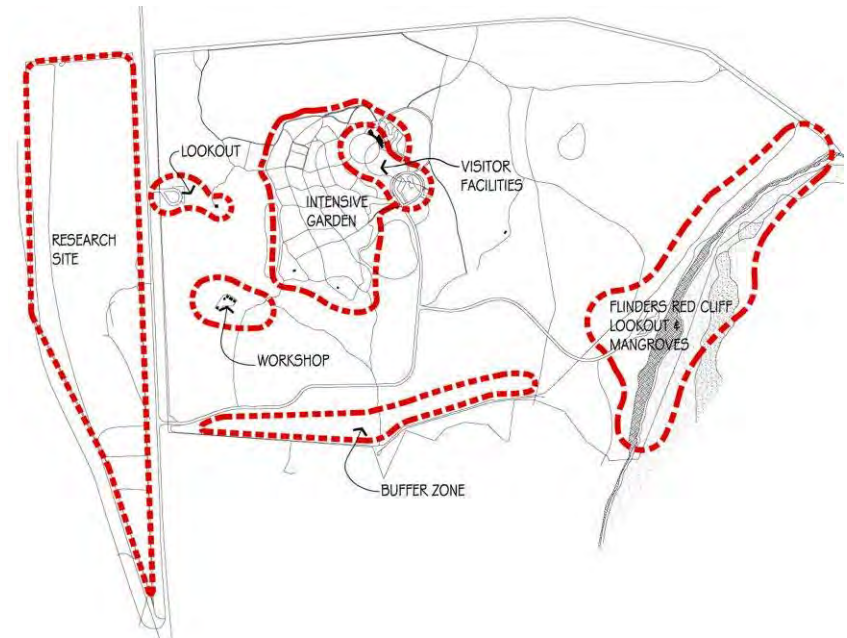 LOOKOUT
VISITOR
FACILITIES
INTENSIVE
GARDEN
RESEARCH
SITE
FLINDERS RED CLIFF
LOOKOUT &
MANGROVES
WORKSHOP
BUFFER ZONE